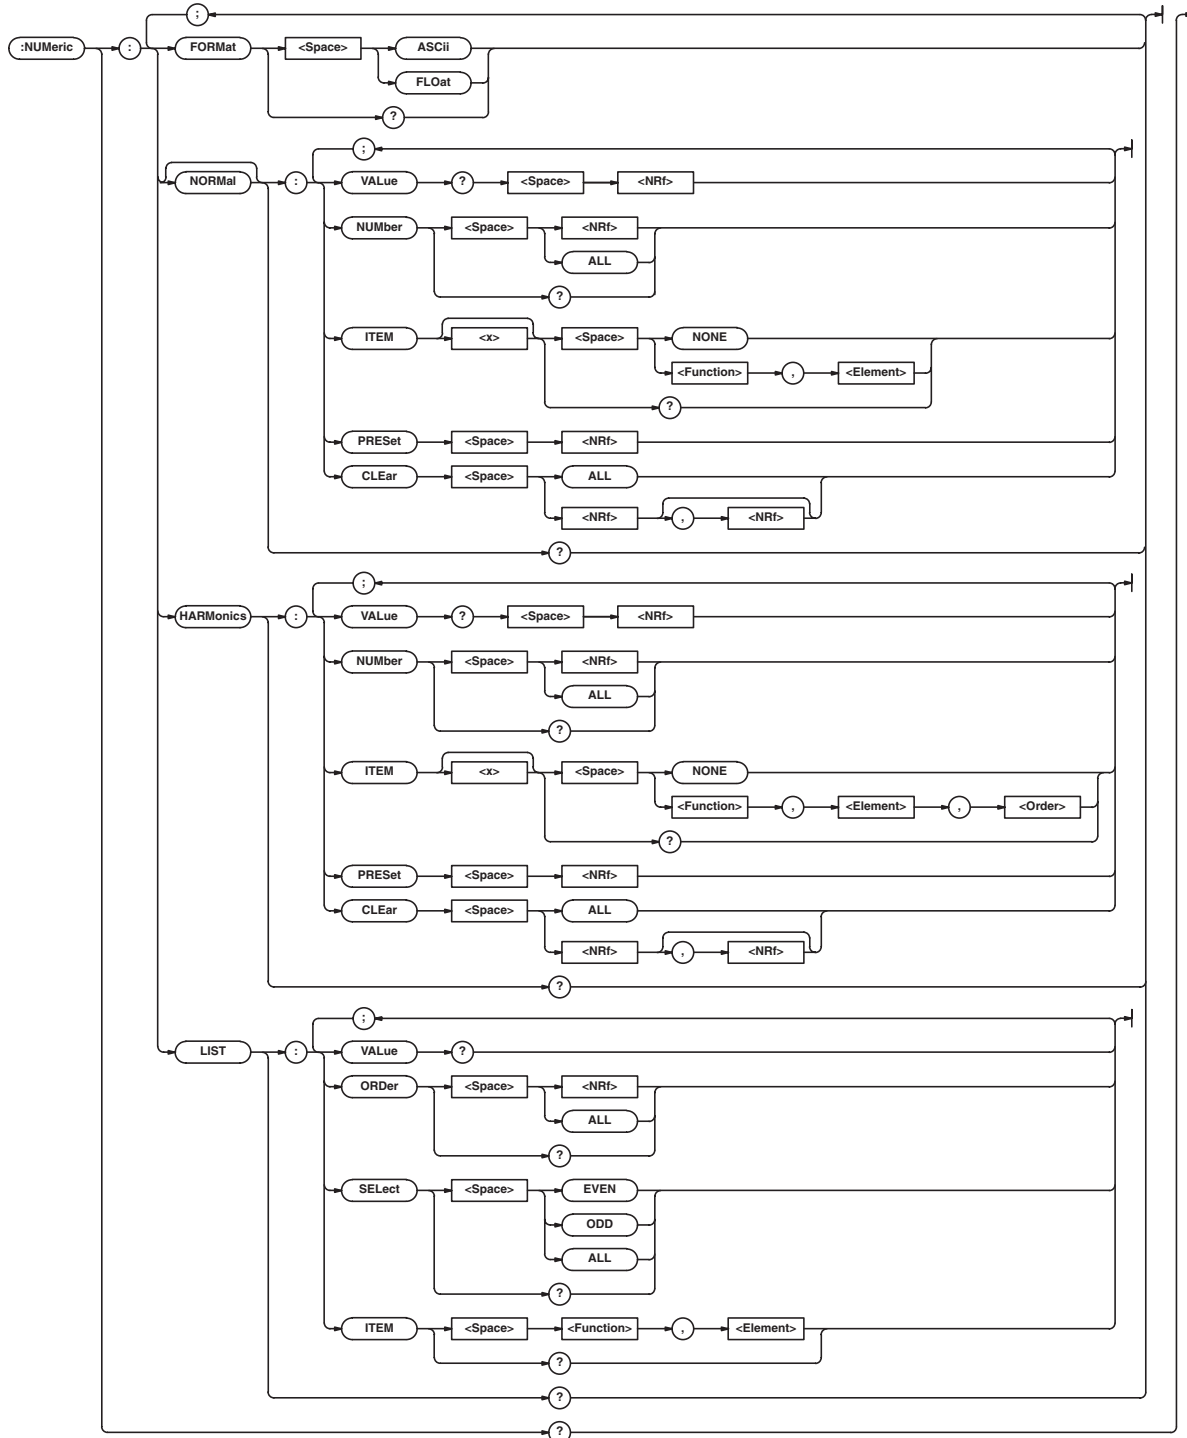 ;
:NUMeric : FORMat <Space> ASCii
FLOat
?
;
NORMal : VALue ? <Space> <NRf>
NUMber <Space> <NRf>
ALL
?
ITEM <x> <Space> NONE
<Function> , <Element>
?
PRESet <Space> <NRf>
CLEar <Space> ALL
<NRf> , <NRf>
?
;
HARMonics : VALue ? <Space> <NRf>
NUMber <Space> <NRf>
ALL
?
ITEM <x> <Space> NONE
<Function> , <Element> , <Order>
?
PRESet <Space> <NRf>
CLEar <Space> ALL
<NRf> , <NRf>
?
;
LIST : VALue ?
ORDer <Space> <NRf>
ALL
?
SELect <Space> EVEN
ODD
ALL
?
ITEM <Space> <Function> , <Element>
?
?
?